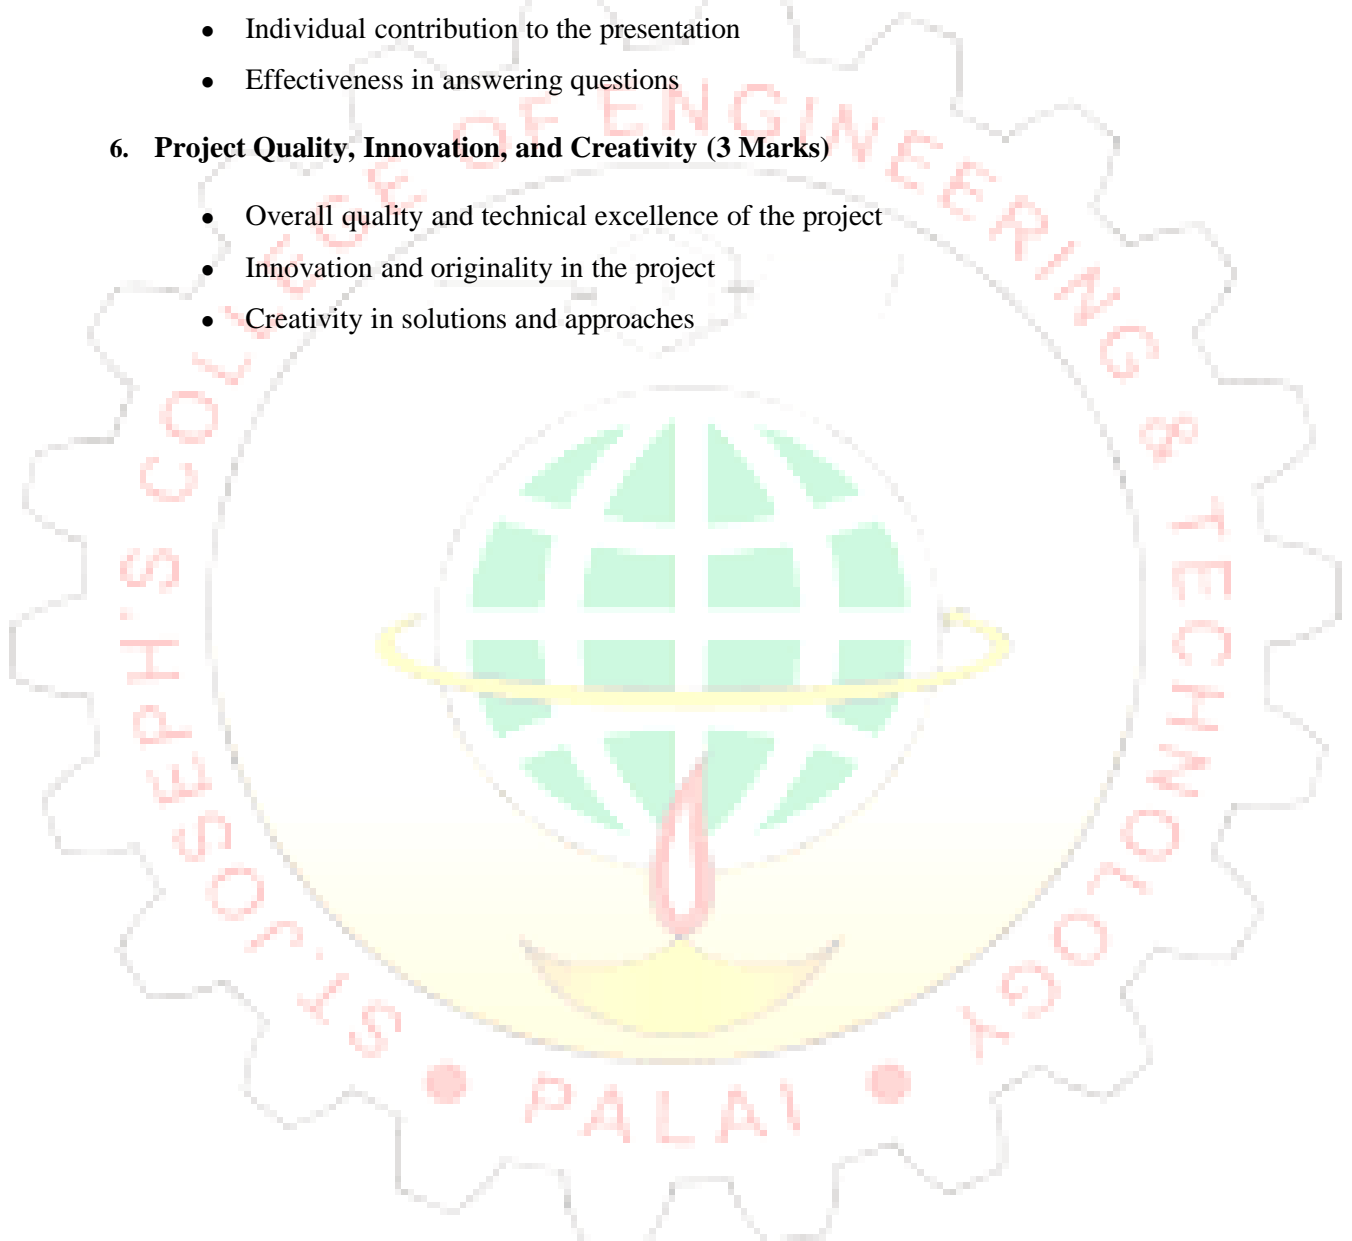 • Individual contribution to the presentation
• Effectiveness in answering questions
6. Project Quality, Innovation, and Creativity (3 Marks)
• Overall quality and technical excellence of the project
• Innovation and originality in the project
• Creativity in solutions and approaches
ST.JOSEPH'S COLLEGE OF ENGINEERING & TECHNOLOGY
• PALAI •